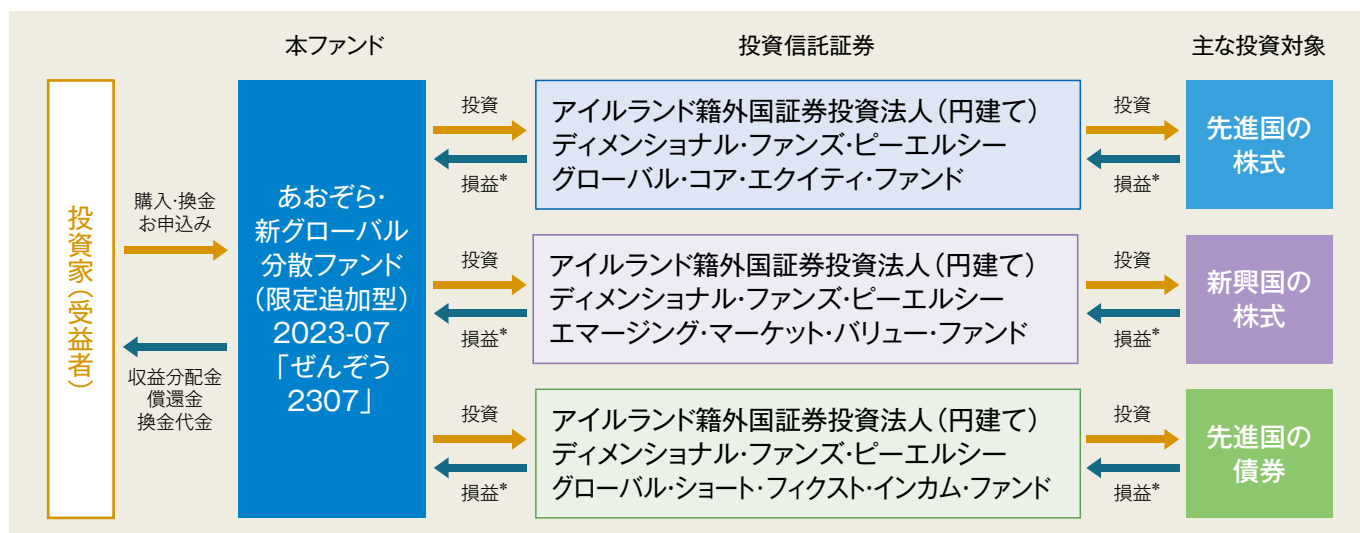 本ファンド
投資信託証券
主な投資対象
投資家(受益者)
購入・換金
お申込み
収益分配金
償還金
換金代金
あおぞら・
新グローバル
分散ファンド
(限定追加型)
2023-07
「ぜんぞう
2307」
投資
損益*
アイルランド籍外国証券投資法人(円建て)
ディメンショナル・ファンズ・ピーエルシー
グローバル・コア・エクイティ・ファンド
投資
損益*
先進国の
株式
投資
損益*
アイルランド籍外国証券投資法人(円建て)
ディメンショナル・ファンズ・ピーエルシー
エマージング・マーケット・バリュー・ファンド
投資
損益*
新興国の
株式
投資
損益*
アイルランド籍外国証券投資法人(円建て)
ディメンショナル・ファンズ・ピーエルシー
グローバル・ショート・フィクスト・インカム・ファンド
投資
損益*
先進国の
債券